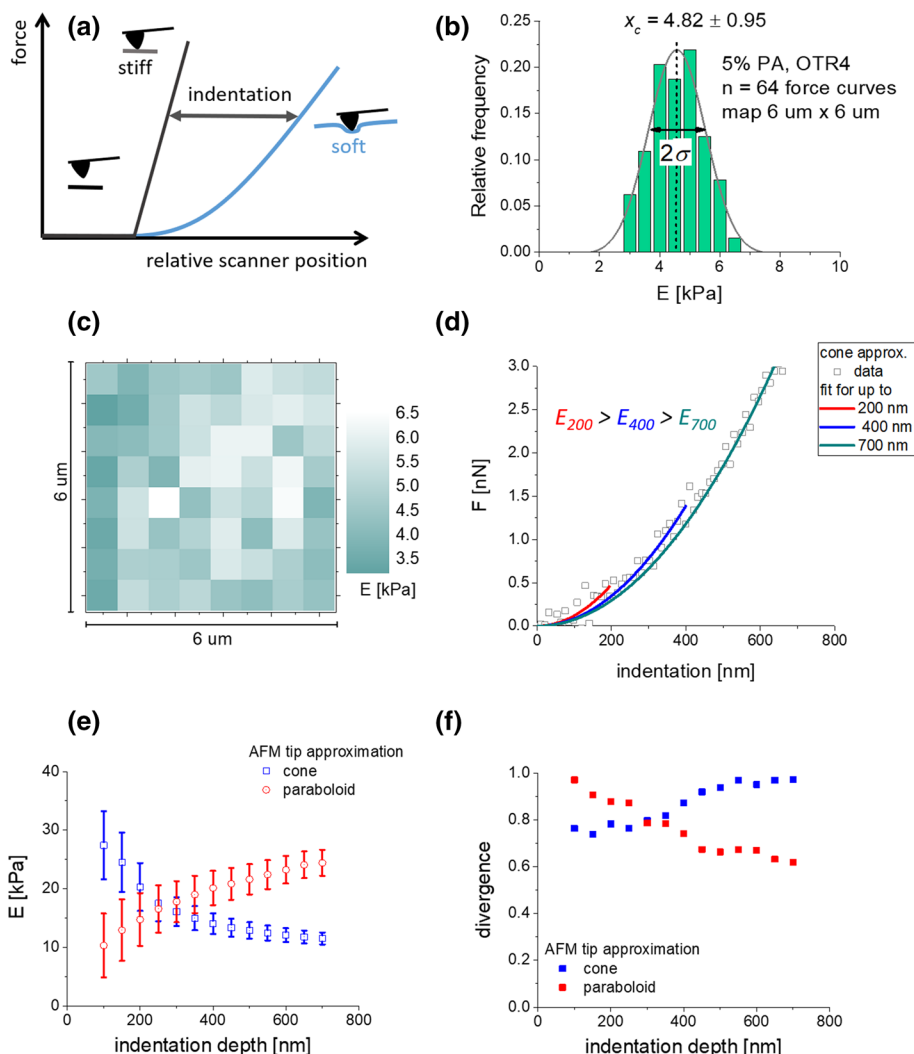 (a)
force
stiff
indentation
soft
relative scanner position
(b)
x_c = 4.82 ± 0.95
Relative frequency
0.25
0.20
0.15
0.10
0.05
0.00
5% PA, OTR4
n = 64 force curves
map 6 um x 6 um
2σ
0 2 4 6 8 10
E [kPa]
(c)
6 um
6 um
6.5
6.0
5.5
5.0
4.5
4.0
3.5
E [kPa]
(d)
F [nN]
3.0
2.5
2.0
1.5
1.0
0.5
0.0
E_200 > E_400 > E_700
cone approx.
data
fit for up to
200 nm
400 nm
700 nm
0 200 400 600 800
indentation [nm]
(e)
E [kPa]
40
30
20
10
0
AFM tip approximation
cone
paraboloid
0 200 400 600 800
indentation depth [nm]
(f)
divergence
1.0
0.8
0.6
0.4
0.2
0.0
AFM tip approximation
cone
paraboloid
0 200 400 600 800
indentation depth [nm]